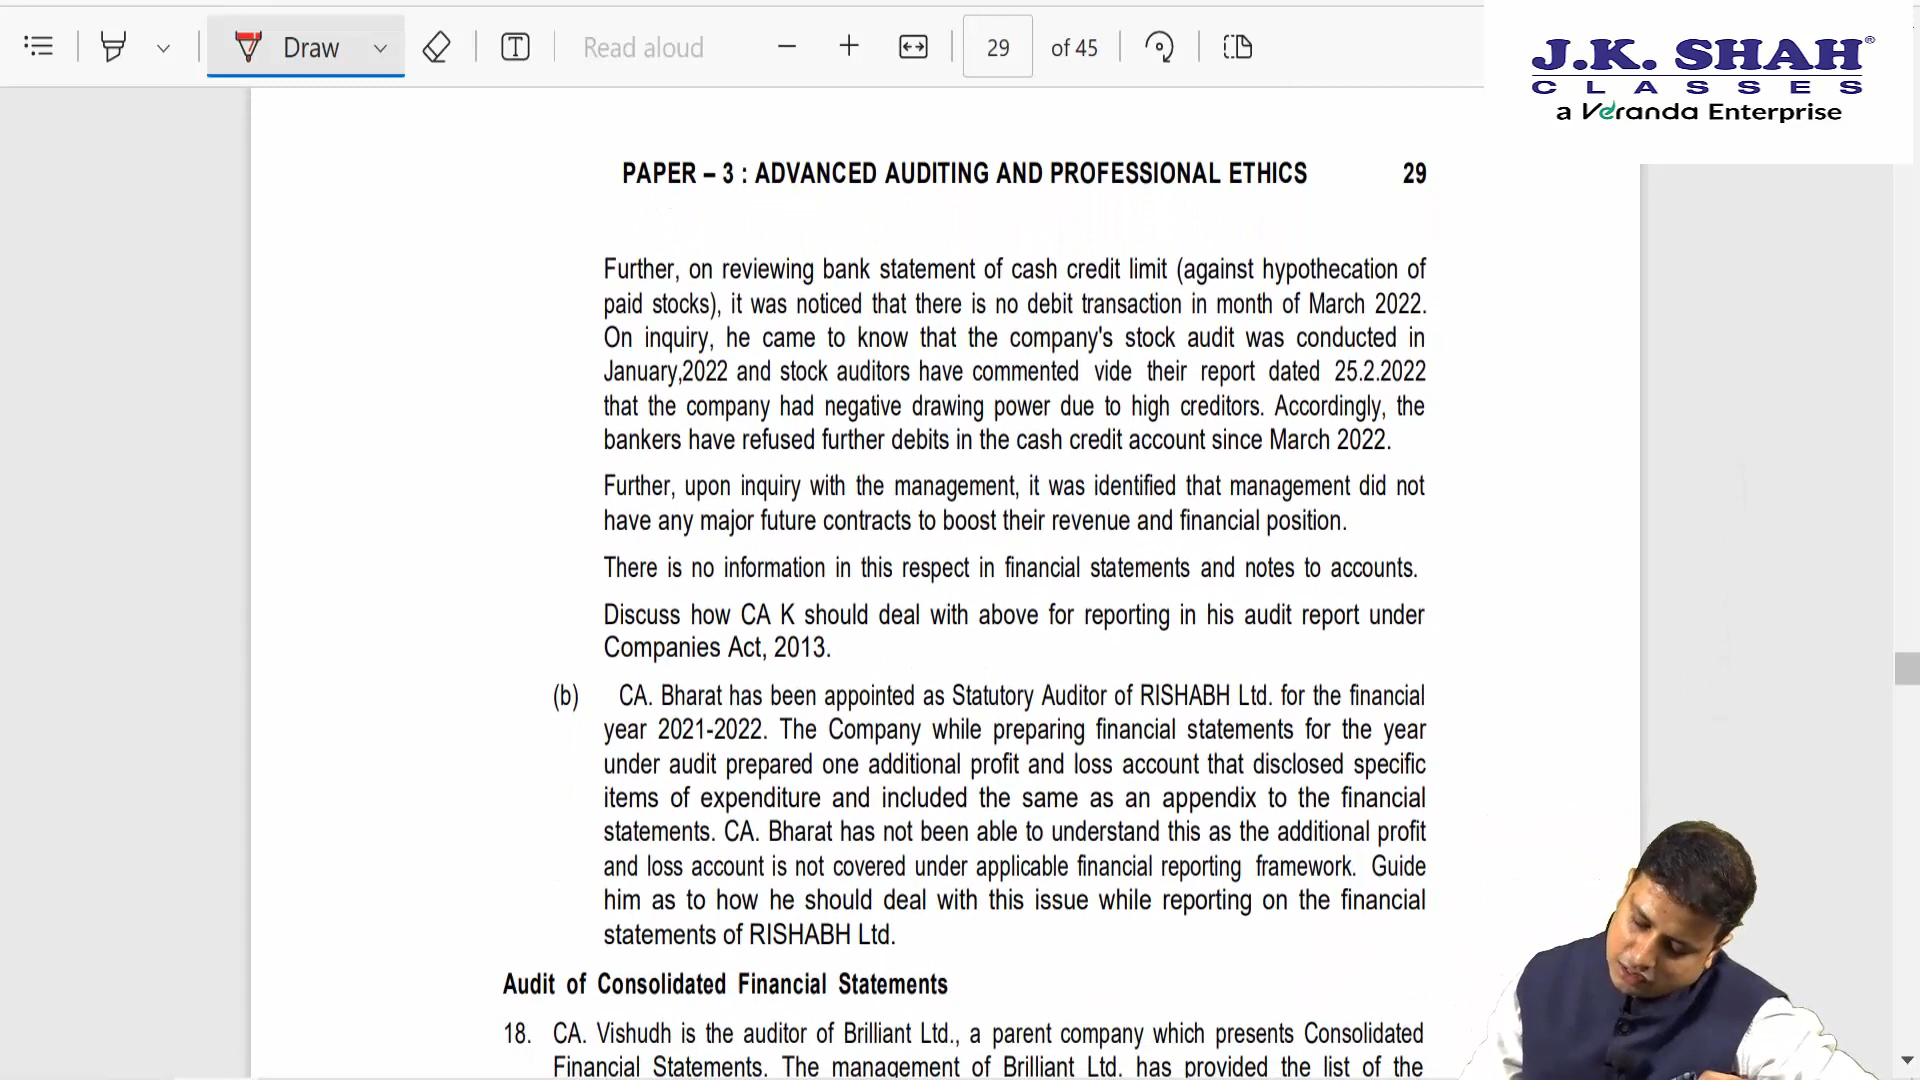 Draw
Read aloud
29
of 45
J.K. SHAH®
CLASSES
a Veranda Enterprise
PAPER – 3 : ADVANCED AUDITING AND PROFESSIONAL ETHICS 29
Further, on reviewing bank statement of cash credit limit (against hypothecation of
paid stocks), it was noticed that there is no debit transaction in month of March 2022.
On inquiry, he came to know that the company's stock audit was conducted in
January,2022 and stock auditors have commented vide their report dated 25.2.2022
that the company had negative drawing power due to high creditors. Accordingly, the
bankers have refused further debits in the cash credit account since March 2022.
Further, upon inquiry with the management, it was identified that management did not
have any major future contracts to boost their revenue and financial position.
There is no information in this respect in financial statements and notes to accounts.
Discuss how CA K should deal with above for reporting in his audit report under
Companies Act, 2013.
(b) CA. Bharat has been appointed as Statutory Auditor of RISHABH Ltd. for the financial
year 2021-2022. The Company while preparing financial statements for the year
under audit prepared one additional profit and loss account that disclosed specific
items of expenditure and included the same as an appendix to the financial
statements. CA. Bharat has not been able to understand this as the additional profit
and loss account is not covered under applicable financial reporting framework. Guide
him as to how he should deal with this issue while reporting on the financial
statements of RISHABH Ltd.
Audit of Consolidated Financial Statements
18. CA. Vishudh is the auditor of Brilliant Ltd., a parent company which presents Consolidated
Financial Statements. The management of Brilliant Ltd. has provided the list of the